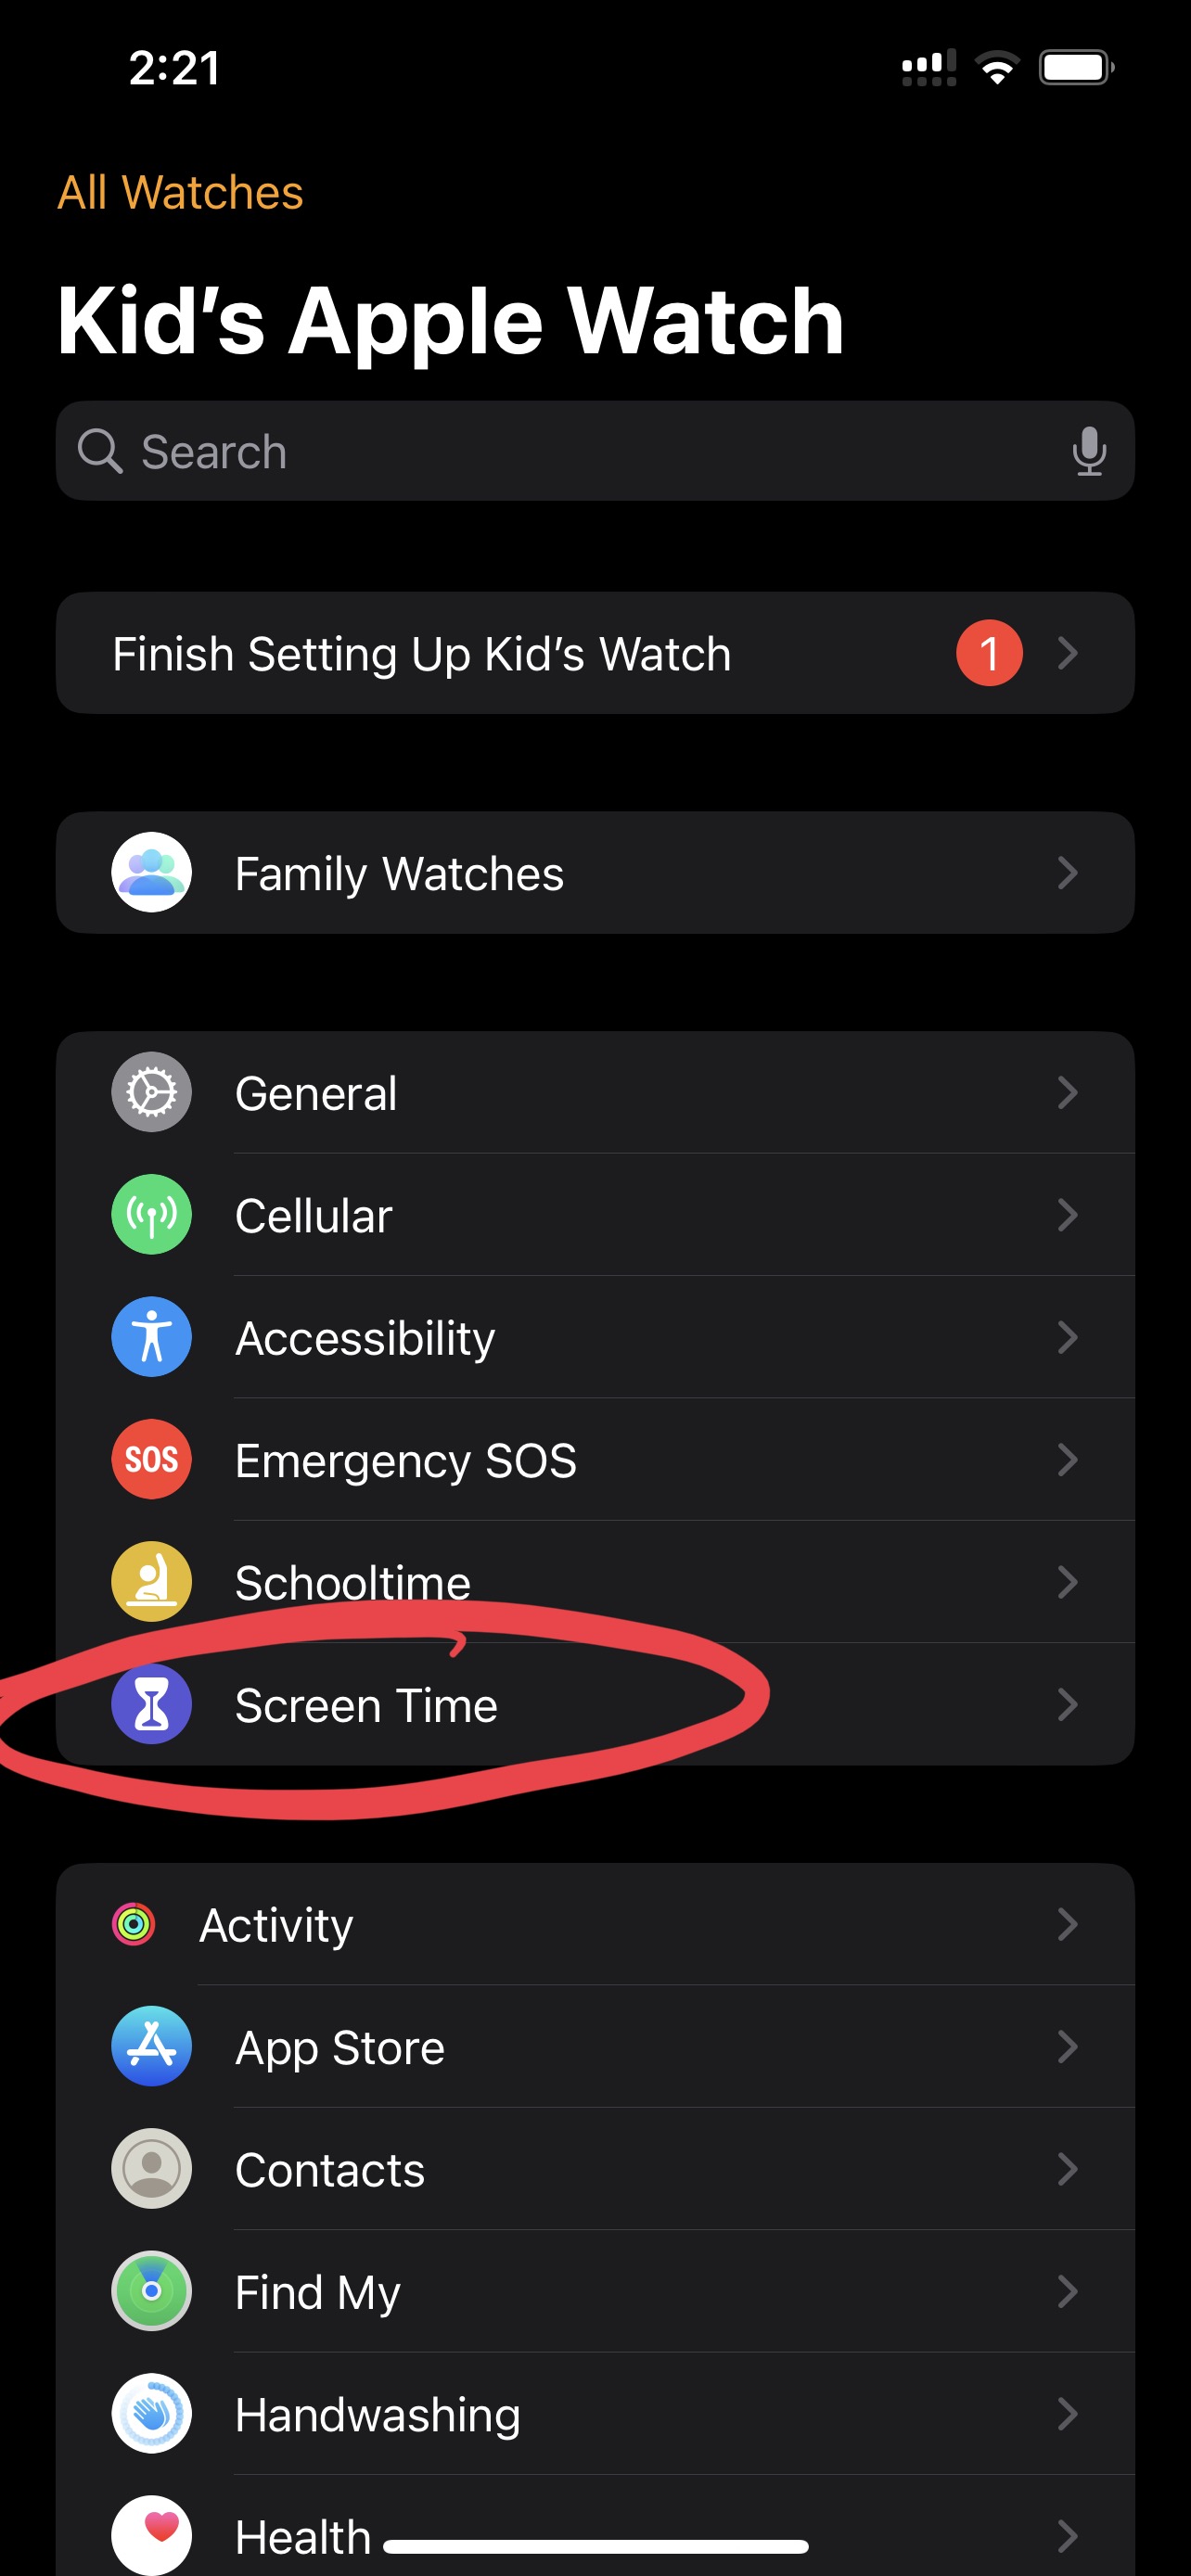 2:21
All Watches
Kid’s Apple Watch
Search
Finish Setting Up Kid’s Watch 1
Family Watches
General
Cellular
Accessibility
SOS Emergency SOS
Schooltime
Screen Time
Activity
App Store
Contacts
Find My
Handwashing
Health